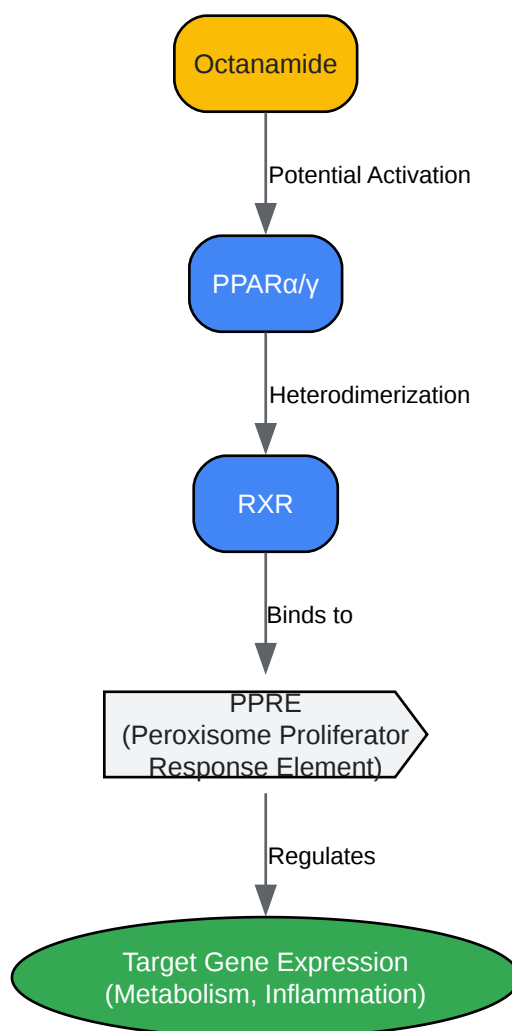 Octanamide
Potential Activation
PPARα/γ
Heterodimerization
RXR
Binds to
PPRE
(Peroxisome Proliferator
Response Element)
Regulates
Target Gene Expression
(Metabolism, Inflammation)